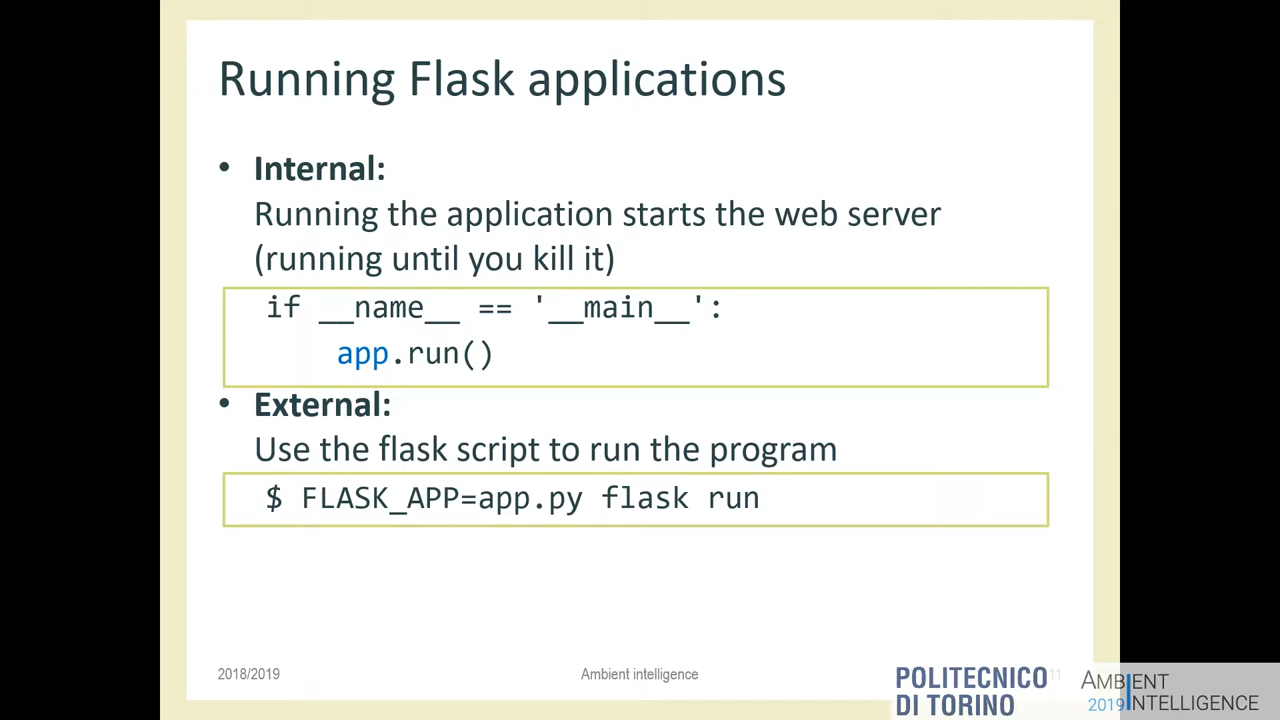 Running Flask applications
• Internal:
Running the application starts the web server
(running until you kill it)
if __name__ == '__main__':
    app.run()
• External:
Use the flask script to run the program
$ FLASK_APP=app.py flask run
2018/2019
Ambient intelligence
11
POLITECNICO
DI TORINO
AMBIENT
2019 INTELLIGENCE